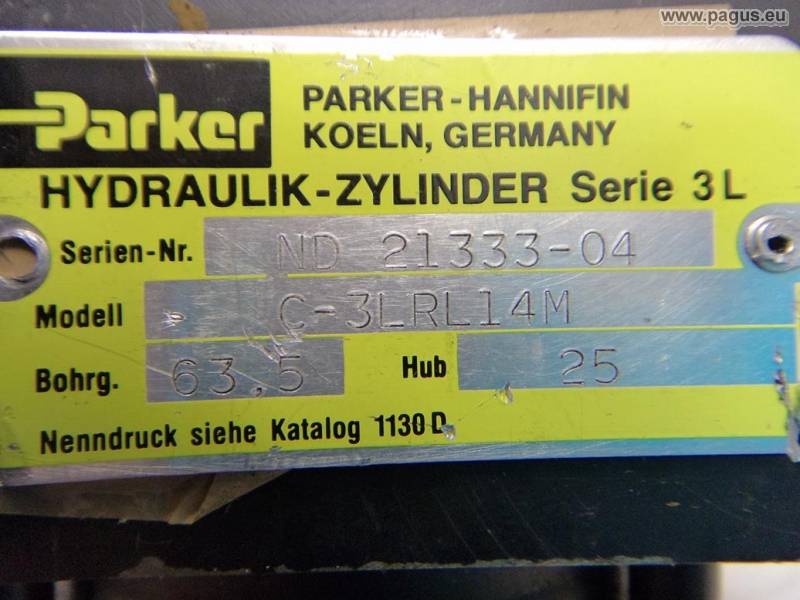 www.pagus.eu
Parker
PARKER-HANNIFIN
KOELN, GERMANY
HYDRAULIK-ZYLINDER Serie 3L
Serien-Nr. ND 21333-04
Modell C-3LRL14M
Bohrg. 63,5 Hub 25
Nenndruck siehe Katalog 1130D